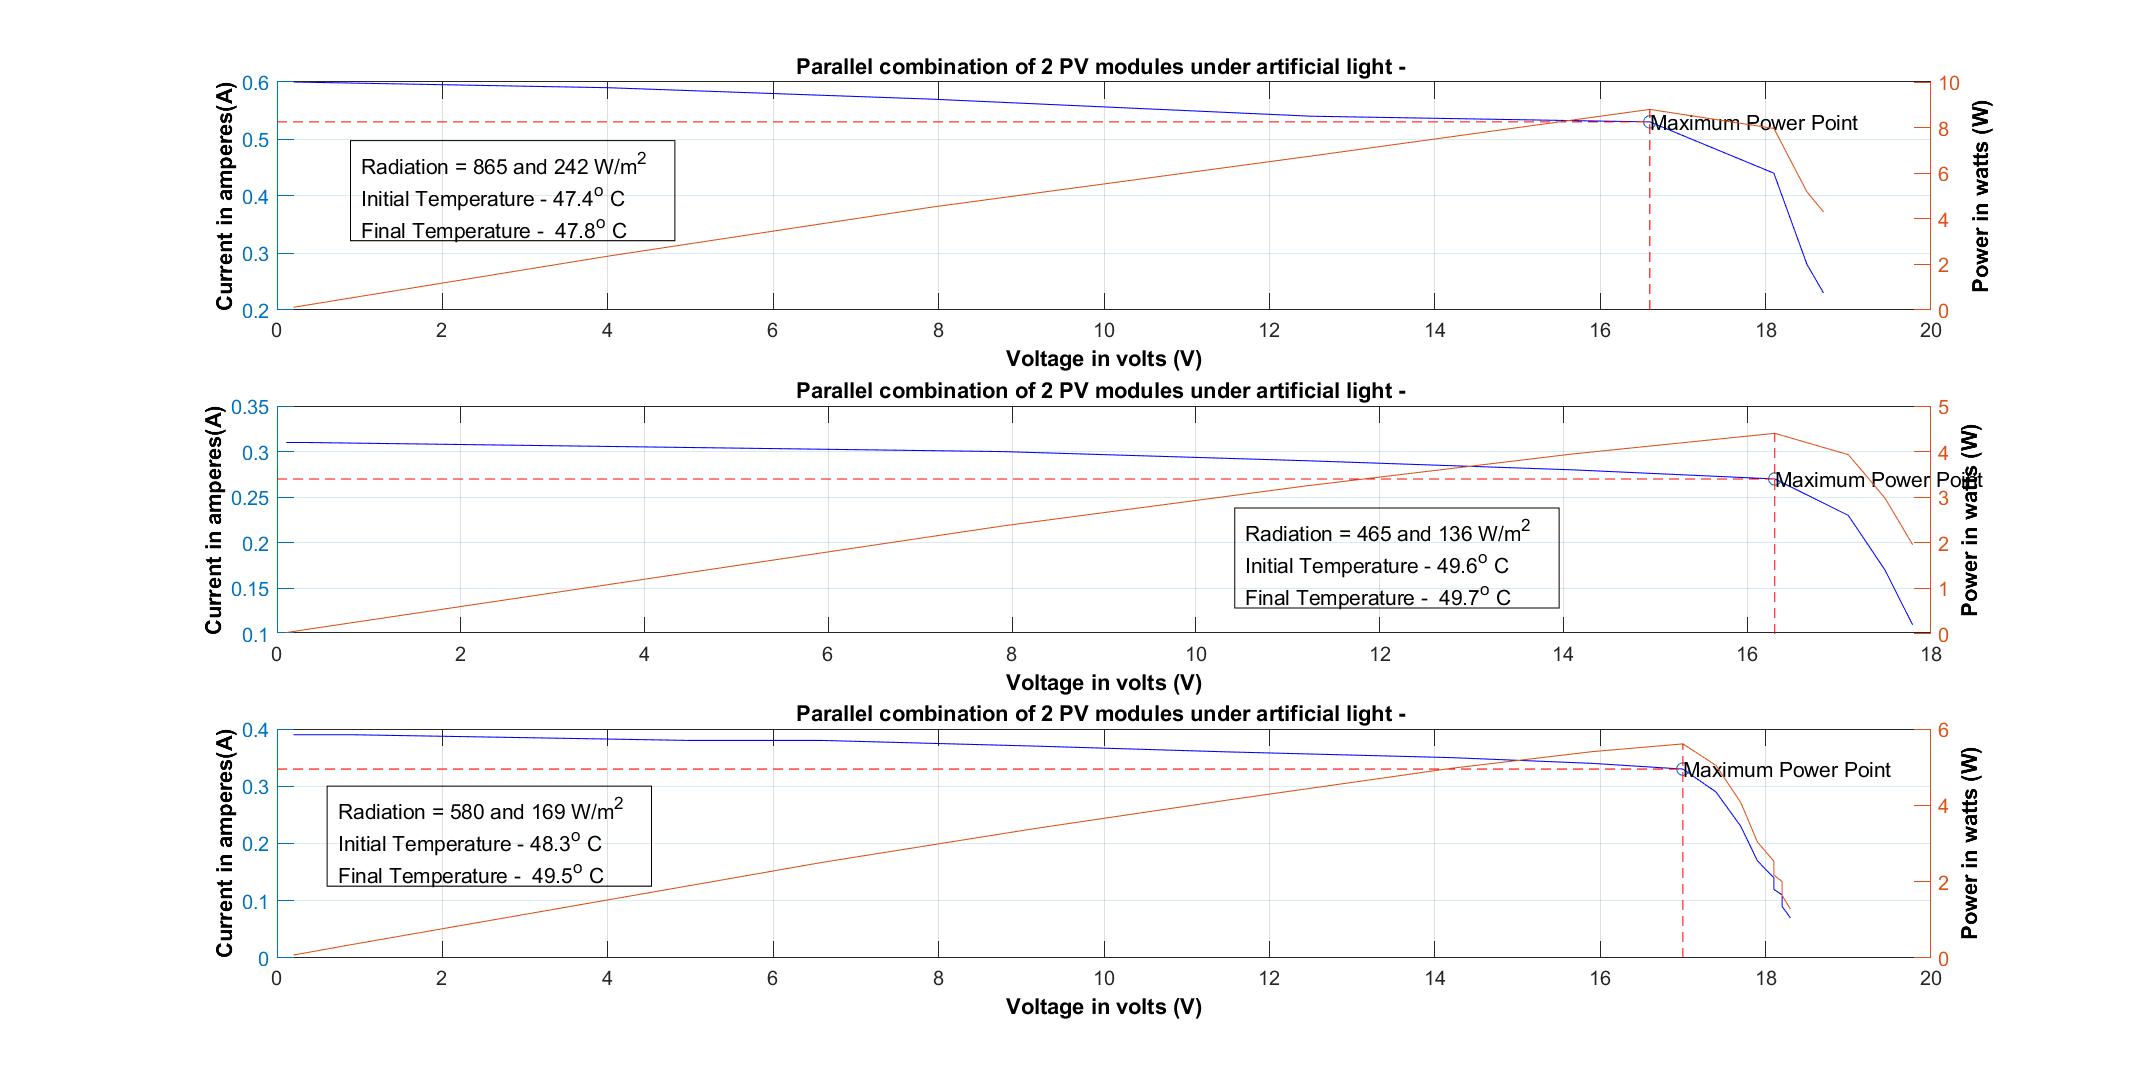 Parallel combination of 2 PV modules under artificial light -
Current in amperes(A)
0.6
0.5
0.4
0.3
0.2
Radiation = 865 and 242 W/m2
Initial Temperature - 47.4o C
Final Temperature -  47.8o C
Maximum Power Point
10
8
6
4
2
0
Power in watts (W)
0 2 4 6 8 10 12 14 16 18 20
Voltage in volts (V)
Parallel combination of 2 PV modules under artificial light -
Current in amperes(A)
0.35
0.3
0.25
0.2
0.15
0.1
Maximum Power Point
Radiation = 465 and 136 W/m2
Initial Temperature - 49.6o C
Final Temperature -  49.7o C
5
4
3
2
1
0
Power in watts (W)
0 2 4 6 8 10 12 14 16 18
Voltage in volts (V)
Parallel combination of 2 PV modules under artificial light -
Current in amperes(A)
0.4
0.3
0.2
0.1
0
Maximum Power Point
Radiation = 580 and 169 W/m2
Initial Temperature - 48.3o C
Final Temperature -  49.5o C
6
4
2
0
Power in watts (W)
0 2 4 6 8 10 12 14 16 18 20
Voltage in volts (V)